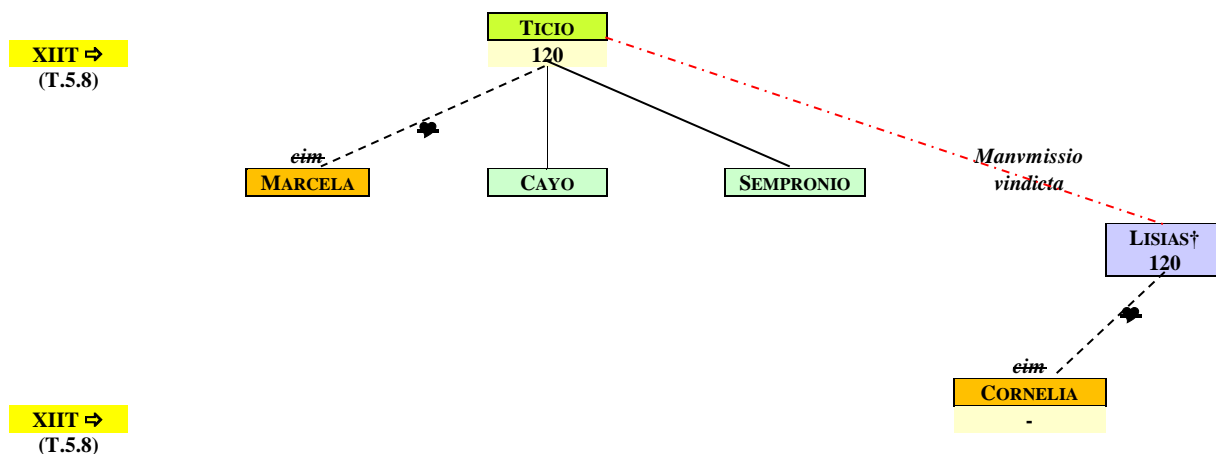 TICIO
XIIT ⇨
120
(T.5.8)
cim
Manvmissio
vindicta
MARCELA
CAYO
SEMPRONIO
LISIAS†
120
cim
CORNELIA
XIIT ⇨
-
(T.5.8)